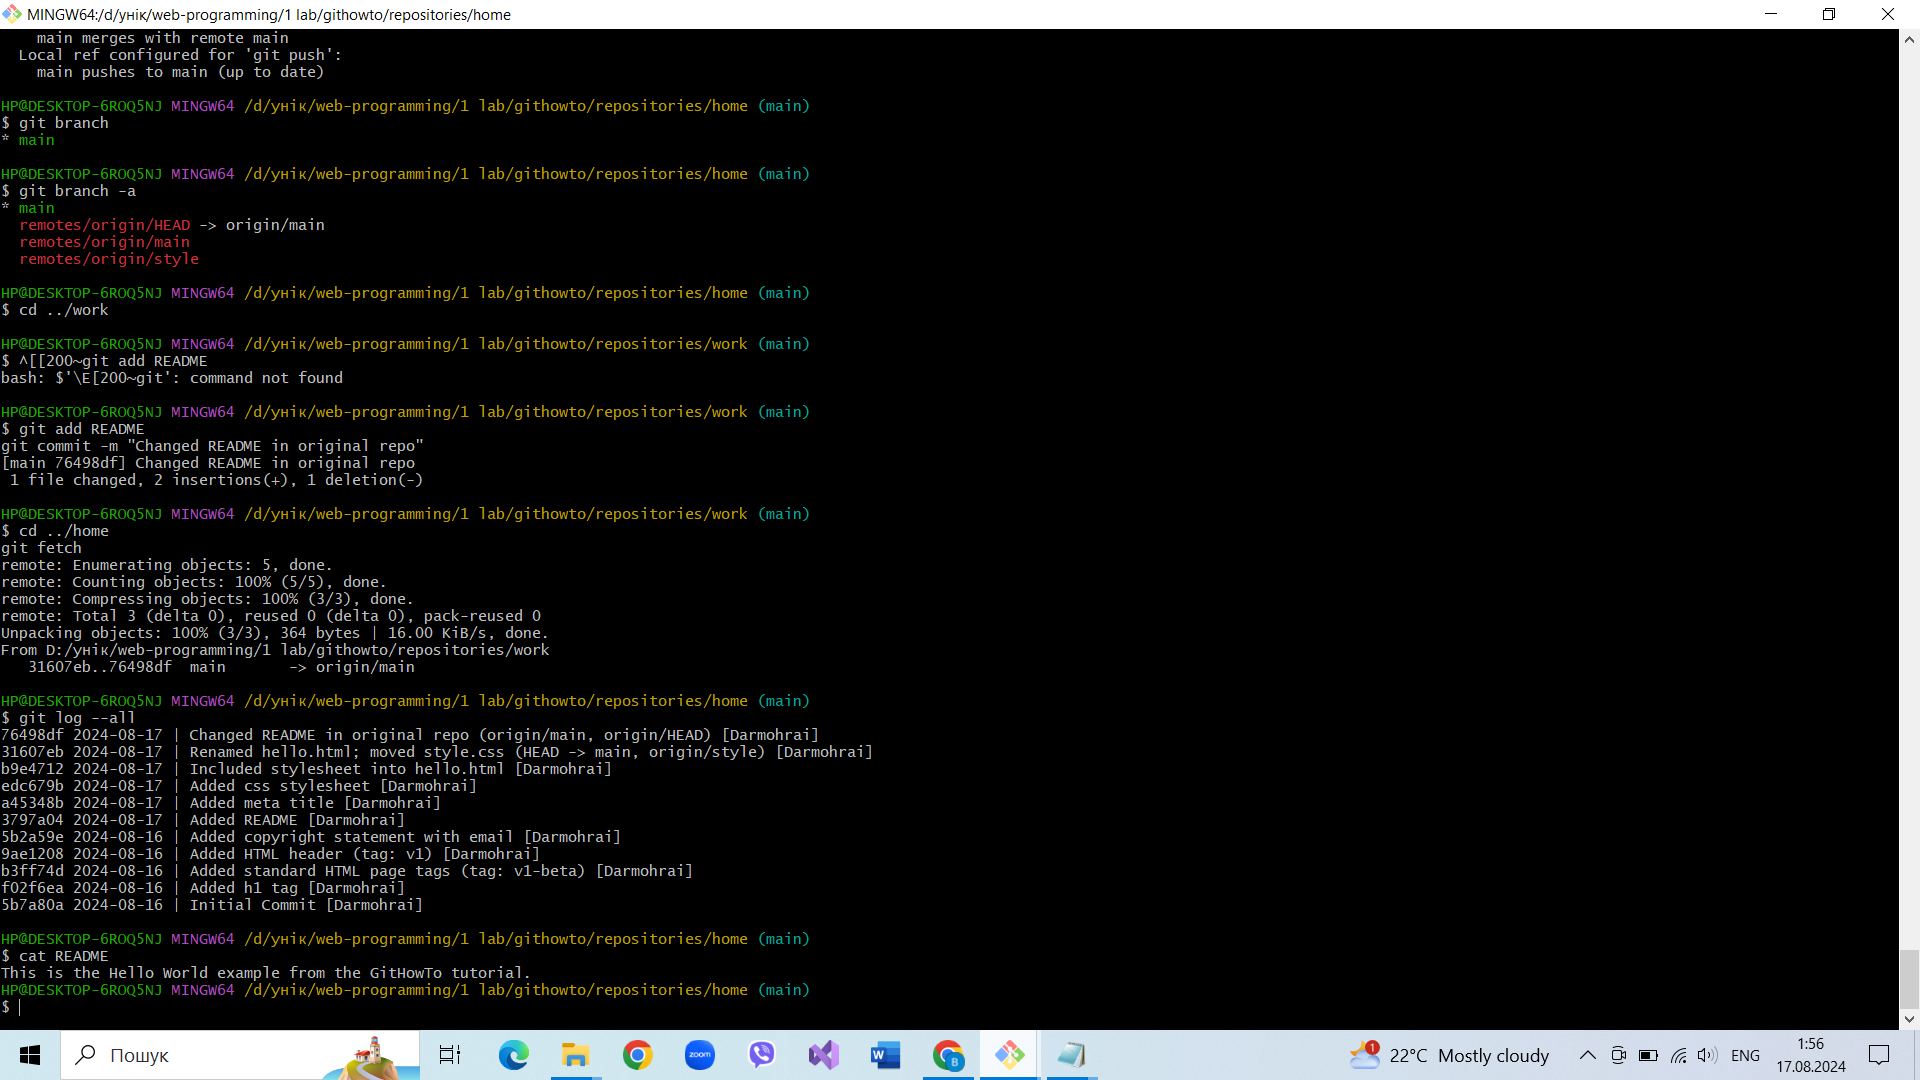 MINGW64:/d/унік/web-programming/1 lab/githowto/repositories/home
    main merges with remote main
  Local ref configured for 'git push':
    main pushes to main (up to date)
HP@DESKTOP-6ROQ5NJ MINGW64 /d/унік/web-programming/1 lab/githowto/repositories/home (main)
$ git branch
* main
HP@DESKTOP-6ROQ5NJ MINGW64 /d/унік/web-programming/1 lab/githowto/repositories/home (main)
$ git branch -a
* main
  remotes/origin/HEAD -> origin/main
  remotes/origin/main
  remotes/origin/style
HP@DESKTOP-6ROQ5NJ MINGW64 /d/унік/web-programming/1 lab/githowto/repositories/home (main)
$ cd ../work
HP@DESKTOP-6ROQ5NJ MINGW64 /d/унік/web-programming/1 lab/githowto/repositories/work (main)
$ ^[[200~git add README
bash: $'\E[200~git': command not found
HP@DESKTOP-6ROQ5NJ MINGW64 /d/унік/web-programming/1 lab/githowto/repositories/work (main)
$ git add README
git commit -m "Changed README in original repo"
[main 76498df] Changed README in original repo
 1 file changed, 2 insertions(+), 1 deletion(-)
HP@DESKTOP-6ROQ5NJ MINGW64 /d/унік/web-programming/1 lab/githowto/repositories/work (main)
$ cd ../home
git fetch
remote: Enumerating objects: 5, done.
remote: Counting objects: 100% (5/5), done.
remote: Compressing objects: 100% (3/3), done.
remote: Total 3 (delta 0), reused 0 (delta 0), pack-reused 0
Unpacking objects: 100% (3/3), 364 bytes | 16.00 KiB/s, done.
From D:/унік/web-programming/1 lab/githowto/repositories/work
   31607eb..76498df  main       -> origin/main
HP@DESKTOP-6ROQ5NJ MINGW64 /d/унік/web-programming/1 lab/githowto/repositories/home (main)
$ git log --all
76498df 2024-08-17 | Changed README in original repo (origin/main, origin/HEAD) [Darmohrai]
31607eb 2024-08-17 | Renamed hello.html; moved style.css (HEAD -> main, origin/style) [Darmohrai]
b9e4712 2024-08-17 | Included stylesheet into hello.html [Darmohrai]
edc679b 2024-08-17 | Added css stylesheet [Darmohrai]
a45348b 2024-08-17 | Added meta title [Darmohrai]
3797a04 2024-08-17 | Added README [Darmohrai]
5b2a59e 2024-08-16 | Added copyright statement with email [Darmohrai]
9ae1208 2024-08-16 | Added HTML header (tag: v1) [Darmohrai]
b3ff74d 2024-08-16 | Added standard HTML page tags (tag: v1-beta) [Darmohrai]
f02f6ea 2024-08-16 | Added h1 tag [Darmohrai]
5b7a80a 2024-08-16 | Initial Commit [Darmohrai]
HP@DESKTOP-6ROQ5NJ MINGW64 /d/унік/web-programming/1 lab/githowto/repositories/home (main)
$ cat README
This is the Hello World example from the GitHowTo tutorial.
HP@DESKTOP-6ROQ5NJ MINGW64 /d/унік/web-programming/1 lab/githowto/repositories/home (main)
$
Пошук
zoom
W
B
1
22°C Mostly cloudy
ENG
1:56
17.08.2024